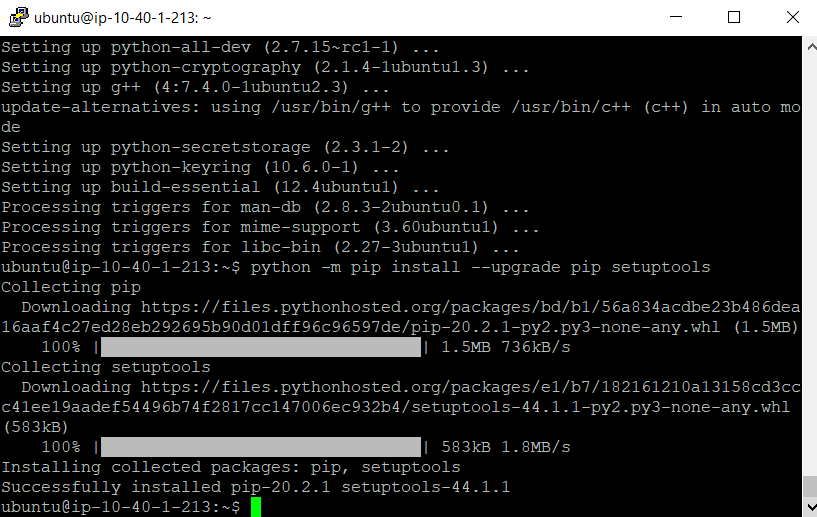 ubuntu@ip-10-40-1-213: ~
Setting up python-all-dev (2.7.15~rc1-1) ...
Setting up python-cryptography (2.1.4-1ubuntu1.3) ...
Setting up g++ (4:7.4.0-1ubuntu2.3) ...
update-alternatives: using /usr/bin/g++ to provide /usr/bin/c++ (c++) in auto mo
de
Setting up python-secretstorage (2.3.1-2) ...
Setting up python-keyring (10.6.0-1) ...
Setting up build-essential (12.4ubuntu1) ...
Processing triggers for man-db (2.8.3-2ubuntu0.1) ...
Processing triggers for mime-support (3.60ubuntu1) ...
Processing triggers for libc-bin (2.27-3ubuntu1) ...
ubuntu@ip-10-40-1-213:~$ python -m pip install --upgrade pip setuptools
Collecting pip
  Downloading https://files.pythonhosted.org/packages/bd/b1/56a834acdbe23b486dea
16aaf4c27ed28eb292695b90d01dff96c96597de/pip-20.2.1-py2.py3-none-any.whl (1.5MB)
    100% |                                | 1.5MB 736kB/s
Collecting setuptools
  Downloading https://files.pythonhosted.org/packages/e1/b7/182161210a13158cd3cc
c41ee19aadef54496b74f2817cc147006ec932b4/setuptools-44.1.1-py2.py3-none-any.whl
(583kB)
    100% |                                | 583kB 1.8MB/s
Installing collected packages: pip, setuptools
Successfully installed pip-20.2.1 setuptools-44.1.1
ubuntu@ip-10-40-1-213:~$